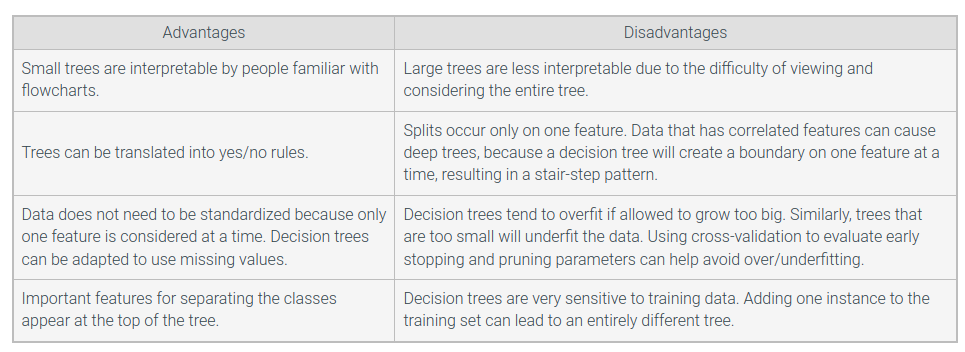 Advantages
Disadvantages
Small trees are interpretable by people familiar with
flowcharts.
Large trees are less interpretable due to the difficulty of viewing and
considering the entire tree.
Trees can be translated into yes/no rules.
Splits occur only on one feature. Data that has correlated features can cause
deep trees, because a decision tree will create a boundary on one feature at a
time, resulting in a stair-step pattern.
Data does not need to be standardized because only
one feature is considered at a time. Decision trees
can be adapted to use missing values.
Decision trees tend to overfit if allowed to grow too big. Similarly, trees that
are too small will underfit the data. Using cross-validation to evaluate early
stopping and pruning parameters can help avoid over/underfitting.
Important features for separating the classes
appear at the top of the tree.
Decision trees are very sensitive to training data. Adding one instance to the
training set can lead to an entirely different tree.